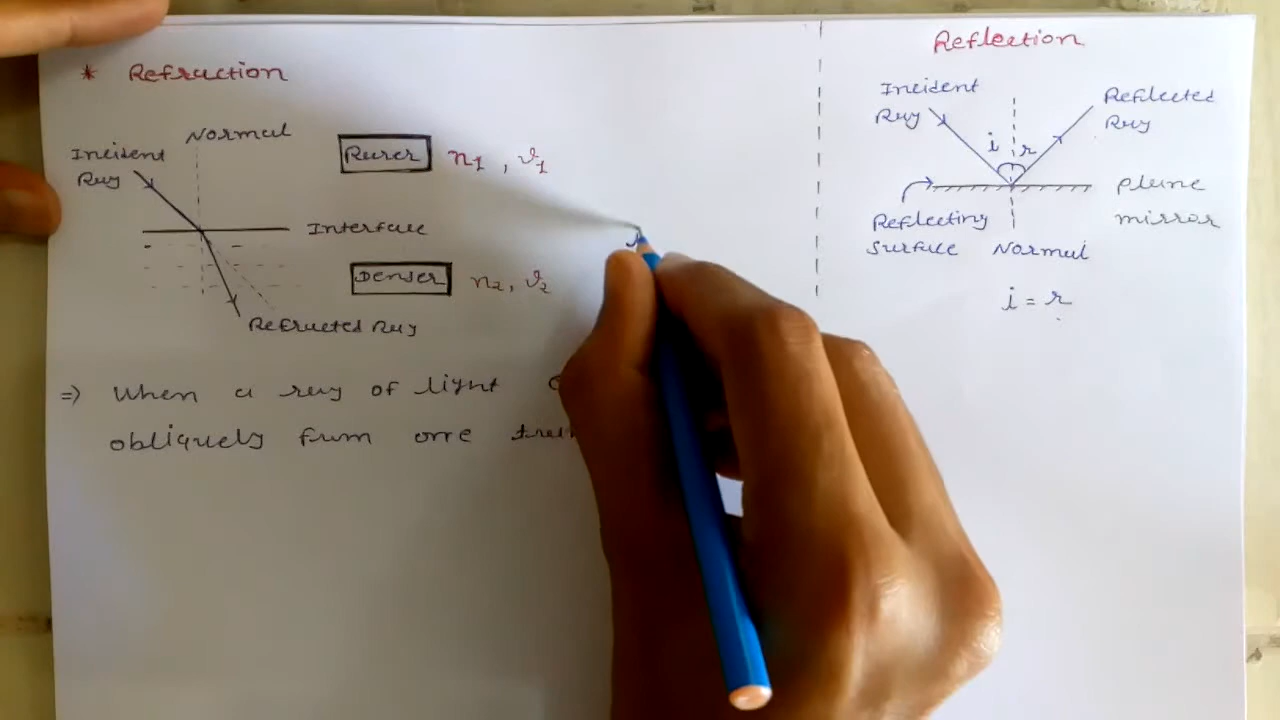 * Refraction
Normal
Incident
Ray
Rarer n1 , v1
Interface
Denser n2, v2
Refracted Ray
=> When a ray of light
obliquely from one
Reflection
Incident
Ray
Reflected
Ray
i r
Plane
mirror
Reflecting
Surface
Normal
i = r